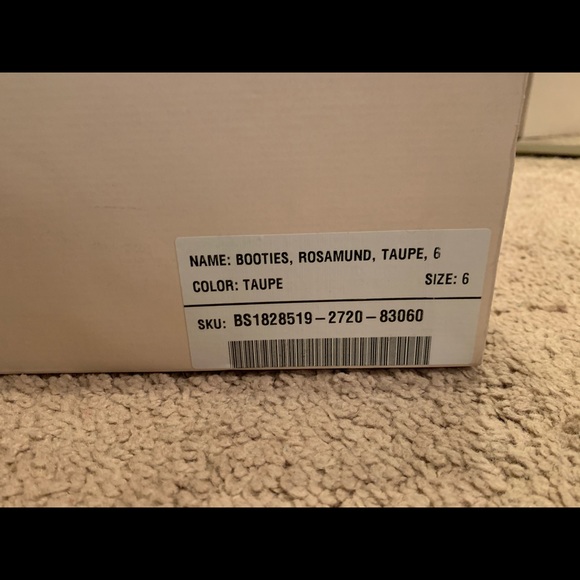 NAME: BOOTIES, ROSAMUND, TAUPE, 6
COLOR: TAUPE SIZE: 6
SKU: BS1828519-2720-83060